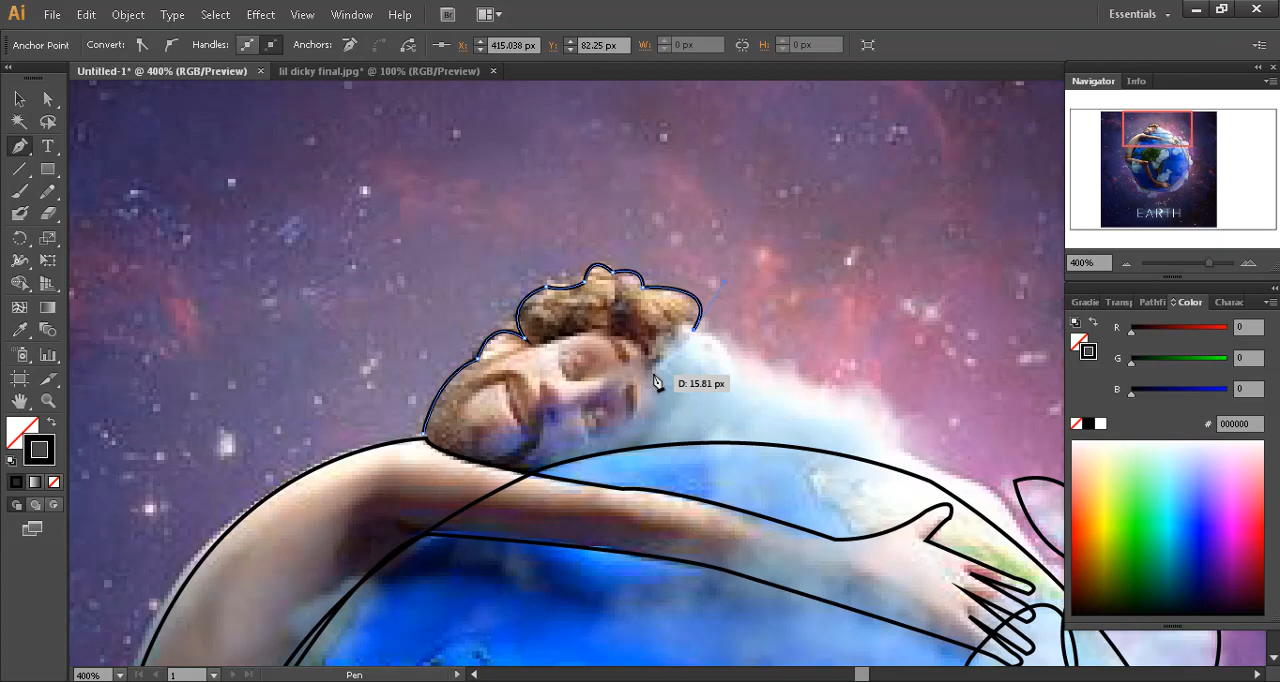 Ai File Edit Object Type Select Effect View Window Help Br Essentials
Anchor Point Convert: Handles: Anchors: X: 415.038 px Y: 82.25 px W: 0 px H: 0 px
Untitled-1* @ 400% (RGB/Preview) lil dicky final.jpg* @ 100% (RGB/Preview)
Navigator Info
EARTH
400%
Gradie Transp Pathfi Color Charac
R 0
G 0
B 0
D: 15.81 px
# 000000
T
400% 1 Pen